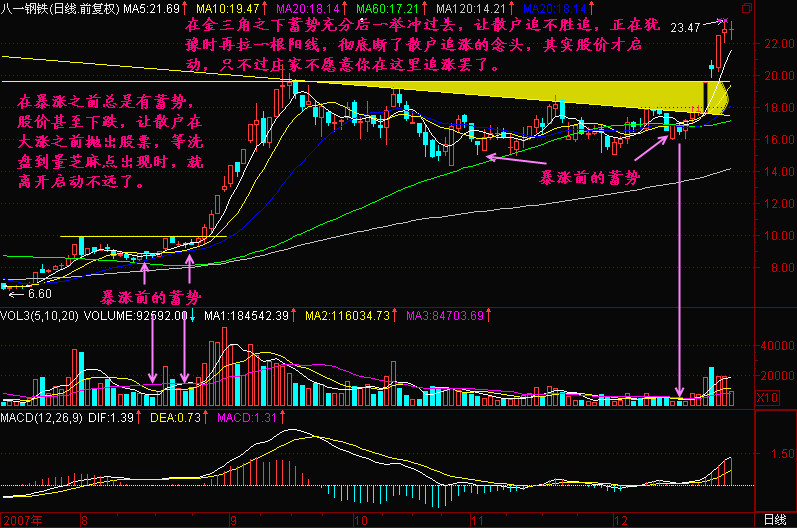 八一钢铁(日线.前复权) MA5:21.69↑ MA10:19.47↑ MA20:18.14↑ MA60:17.21↑ MA120:14.21↑ MA20:18.14↑
在金三角之下蓄势充分后一举冲过去，让散户追不胜追，正在犹
豫时再拉一根阳线，彻底断了散户追涨的念头，其实股价才启
动，只不过庄家不愿意你在这里追涨罢了。
23.47
22.00
20.00
18.00
16.00
14.00
12.00
10.00
8.00
在暴涨之前总是有蓄势，
股价甚至下跌，让散户在
大涨之前抛出股票，等洗
盘到量芝麻点出现时，就
离开启动不远了。
暴涨前的蓄势
6.60
暴涨前的蓄势
VOL3(5,10,20) VOLUME:92592.00↓ MA1:184542.39↑ MA2:116034.73↑ MA3:84703.69↑
40000
20000
X10
MACD(12,26,9) DIF:1.39↑ DEA:0.73↑ MACD:1.31↑
1.50
2007年 8 9 10 11 12 日线